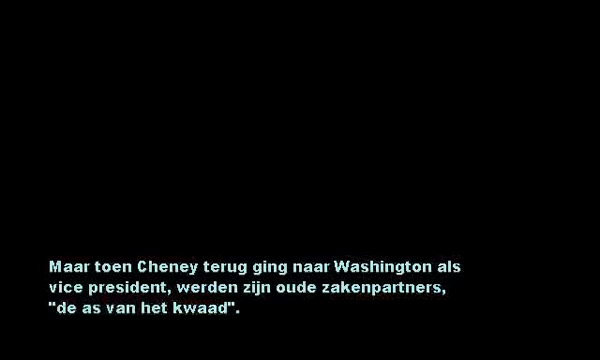 Maar toen Cheney terug ging naar Washington als
vice president, werden zijn oude zakenpartners,
"de as van het kwaad".